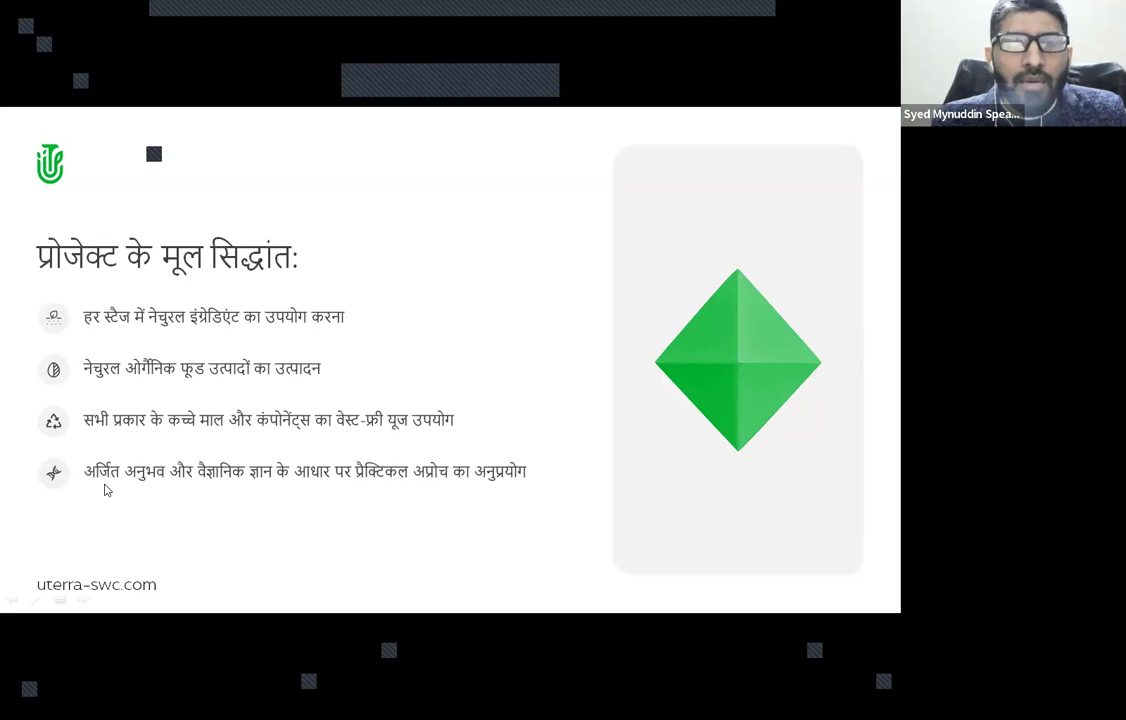 Syed Mynuddin Spea...
प्रोजेक्ट के मूल सिद्धांत:
हर स्टैज में नेचुरल इंग्रेडिएंट का उपयोग करना
नेचुरल ओर्गैनिक फूड उत्पादों का उत्पादन
सभी प्रकार के कच्चे माल और कंपोनेंट्स का वेस्ट-फ्री यूज उपयोग
अर्जित अनुभव और वैज्ञानिक ज्ञान के आधार पर प्रैक्टिकल अप्रोच का अनुप्रयोग
uterra-swc.com